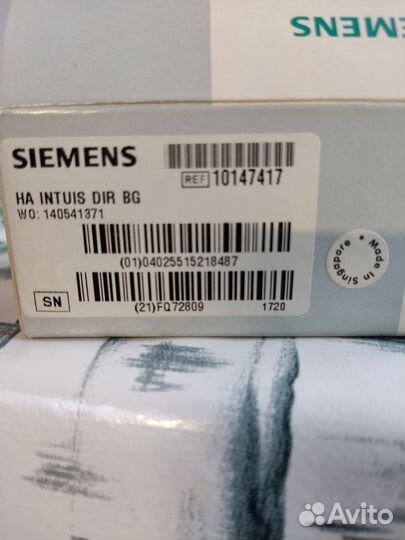 SIEMENS
SIEMENS
REF 10147417
HA INTUIS DIR BG
WO: 140541371
(01)04025515218487
SN
(21)FQ72809
1720
* Made in Singapore *
Avito